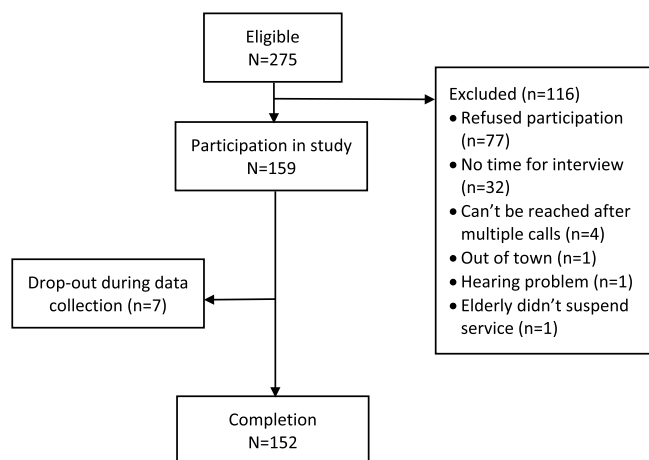 Eligible
N=275
Excluded (n=116)
• Refused participation
(n=77)
• No time for interview
(n=32)
• Can’t be reached after
multiple calls (n=4)
• Out of town (n=1)
• Hearing problem (n=1)
• Elderly didn’t suspend
service (n=1)
Participation in study
N=159
Drop-out during data
collection (n=7)
Completion
N=152